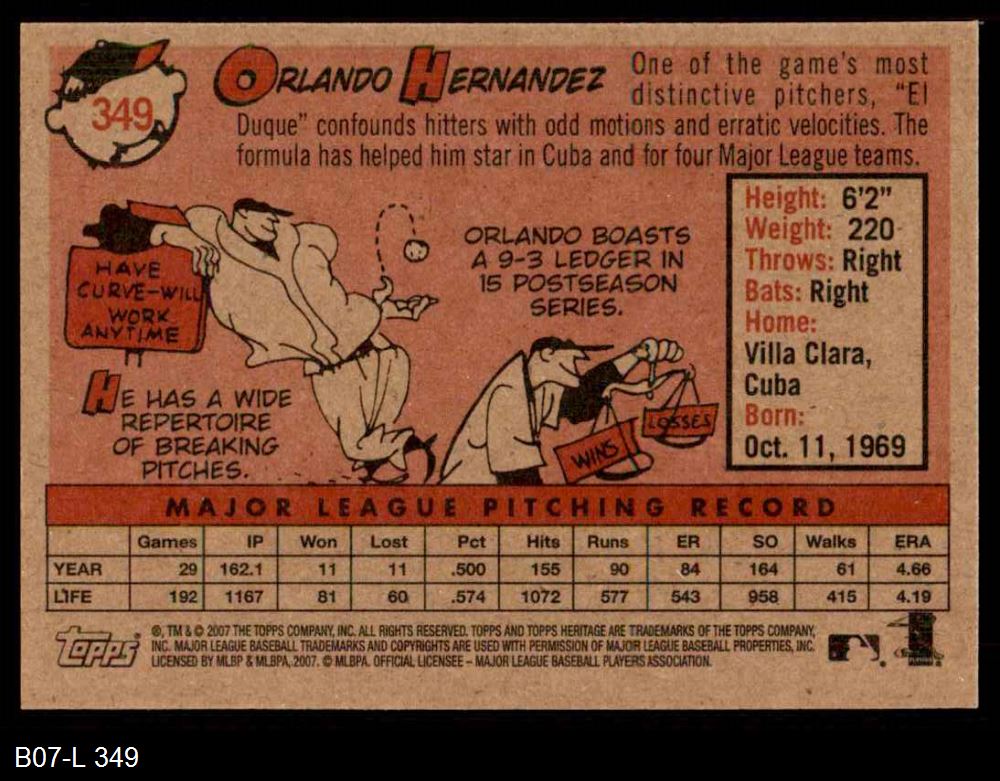 349
ORLANDO HERNANDEZ
One of the game's most
distinctive pitchers, "El
Duque" confounds hitters with odd motions and erratic velocities. The
formula has helped him star in Cuba and for four Major League teams.
HAVE
CURVE-WILL
WORK
ANYTIME
HE HAS A WIDE
REPERTOIRE
OF BREAKING
PITCHES.
ORLANDO BOASTS
A 9-3 LEDGER IN
15 POSTSEASON
SERIES.
WINS
LOSSES
Height: 6'2"
Weight: 220
Throws: Right
Bats: Right
Home:
Villa Clara,
Cuba
Born:
Oct. 11, 1969
MAJOR LEAGUE PITCHING RECORD
Games IP Won Lost Pct Hits Runs ER SO Walks ERA
YEAR 29 162.1 11 11 .500 155 90 84 164 61 4.66
LIFE 192 1167 81 60 .574 1072 577 543 958 415 4.19
topps
®, TM & © 2007 THE TOPPS COMPANY, INC. ALL RIGHTS RESERVED. TOPPS AND TOPPS HERITAGE ARE TRADEMARKS OF THE TOPPS COMPANY,
INC. MAJOR LEAGUE BASEBALL TRADEMARKS AND COPYRIGHTS ARE USED WITH PERMISSION OF MAJOR LEAGUE BASEBALL PROPERTIES, INC.
LICENSED BY MLBP & MLBPA, 2007. © MLBPA. OFFICIAL LICENSEE – MAJOR LEAGUE BASEBALL PLAYERS ASSOCIATION.
B07-L 349